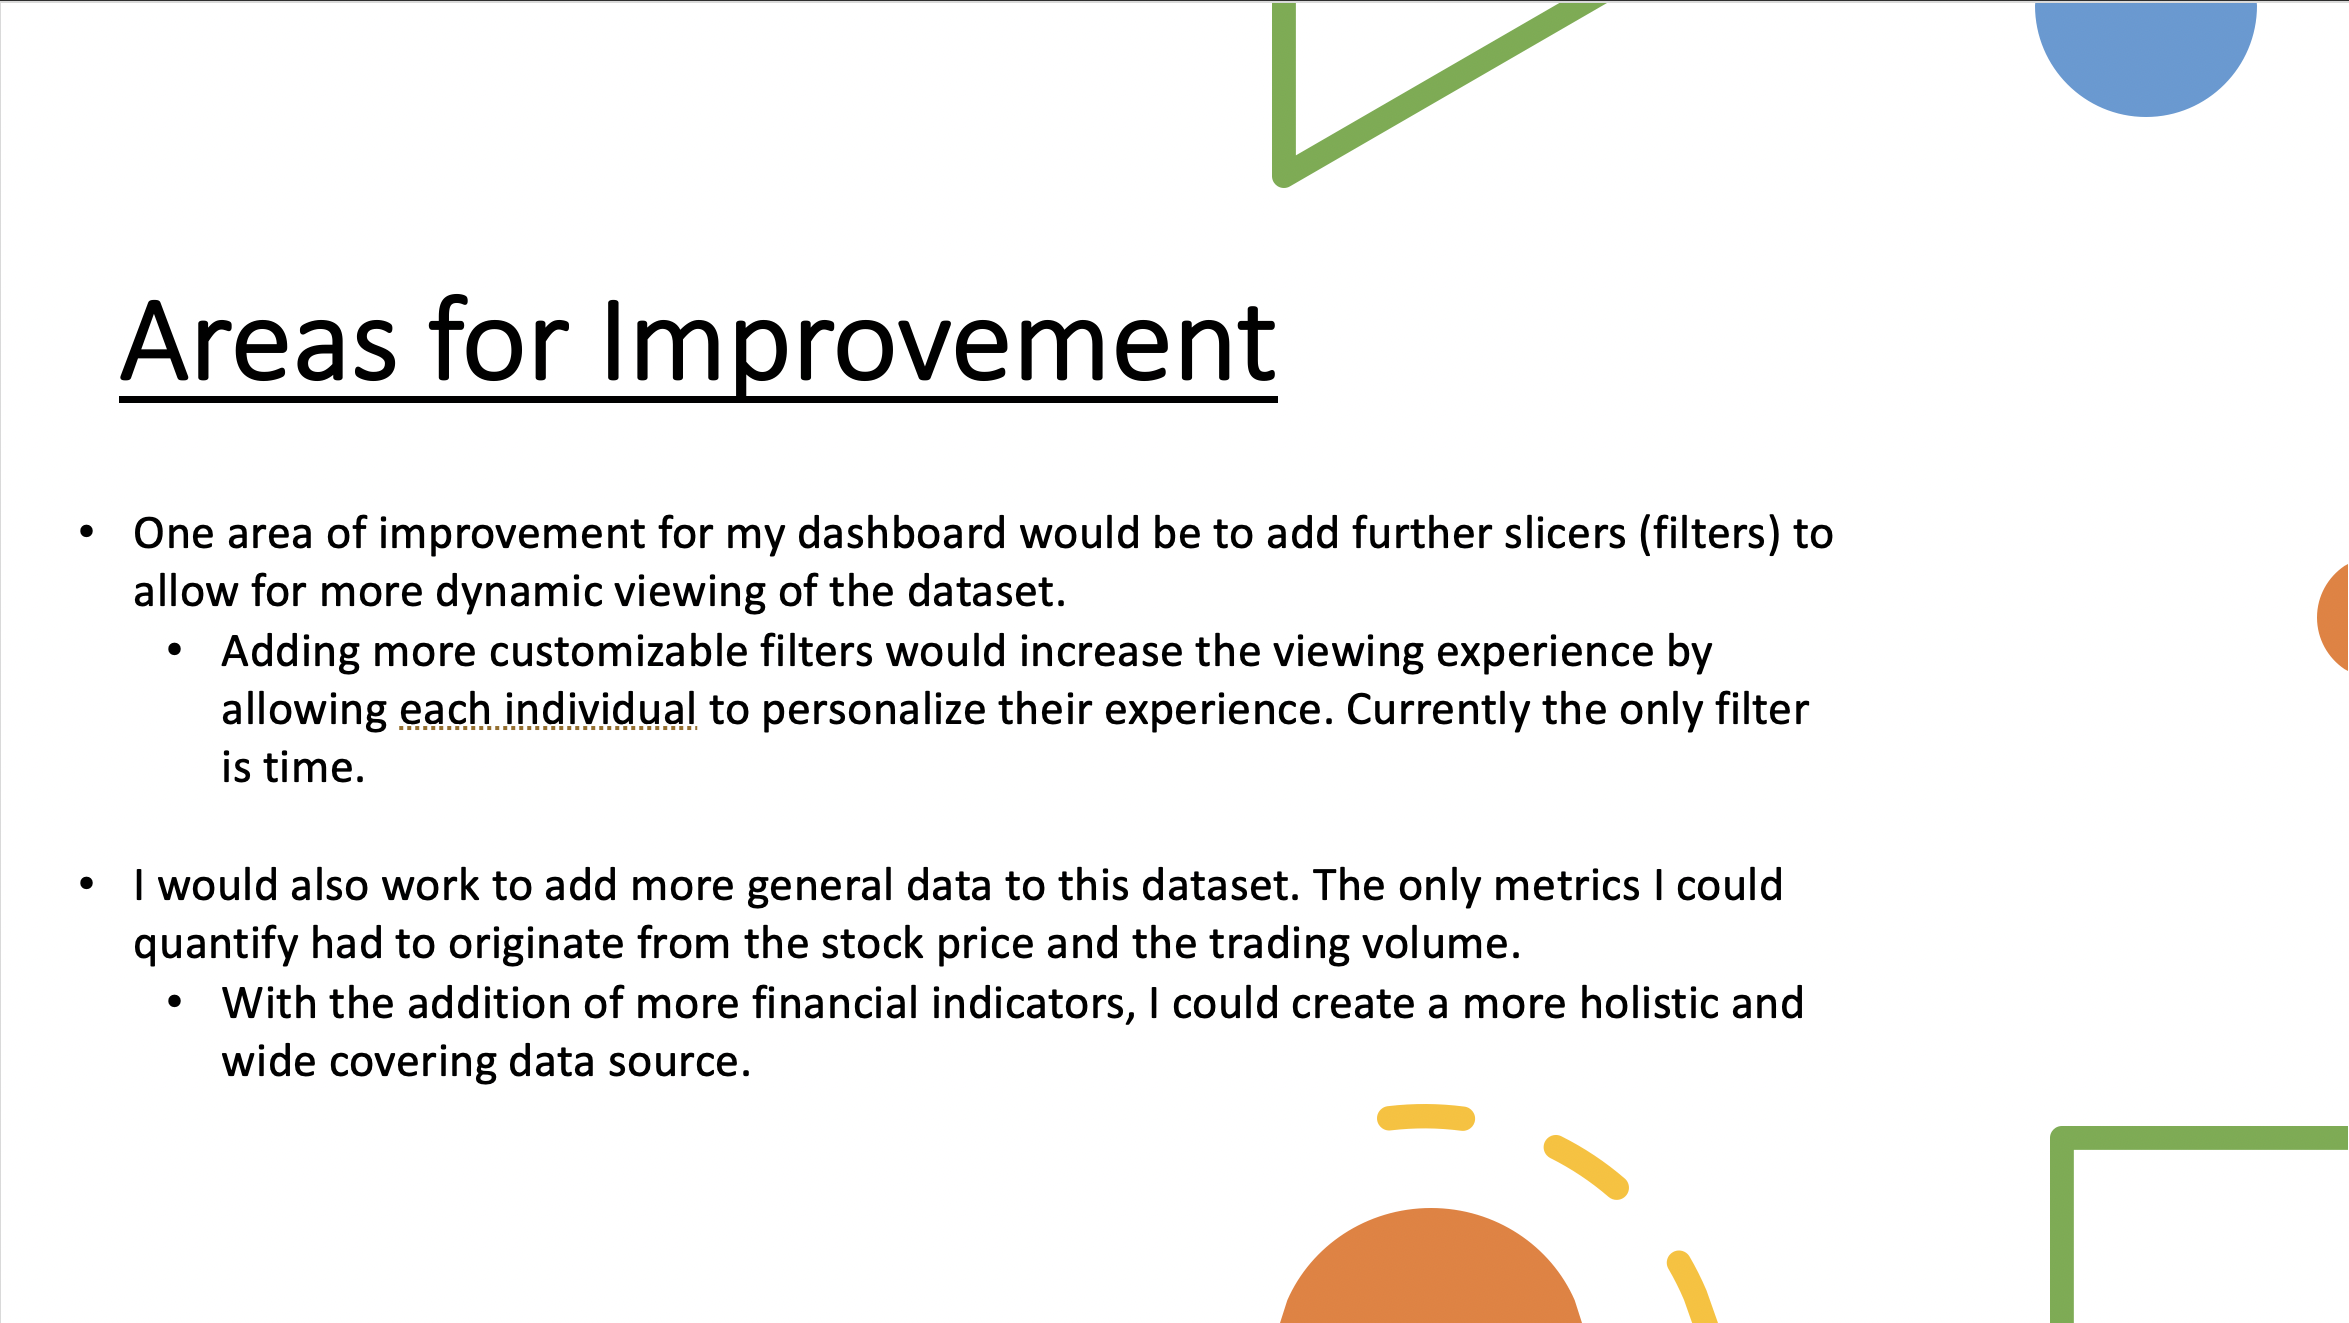 Areas for Improvement
• One area of improvement for my dashboard would be to add further slicers (filters) to
allow for more dynamic viewing of the dataset.
• Adding more customizable filters would increase the viewing experience by
allowing each individual to personalize their experience. Currently the only filter
is time.
• I would also work to add more general data to this dataset. The only metrics I could
quantify had to originate from the stock price and the trading volume.
• With the addition of more financial indicators, I could create a more holistic and
wide covering data source.